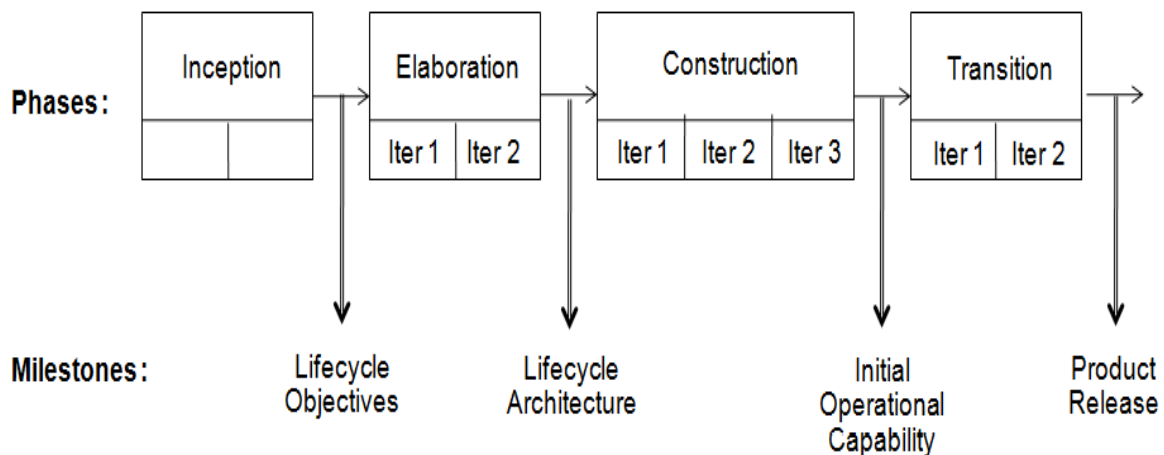 Inception Elaboration Construction Transition
Phases:
Iter 1 Iter 2 Iter 1 Iter 2 Iter 3 Iter 1 Iter 2
Milestones:
Lifecycle
Objectives
Lifecycle
Architecture
Initial
Operational
Capability
Product
Release